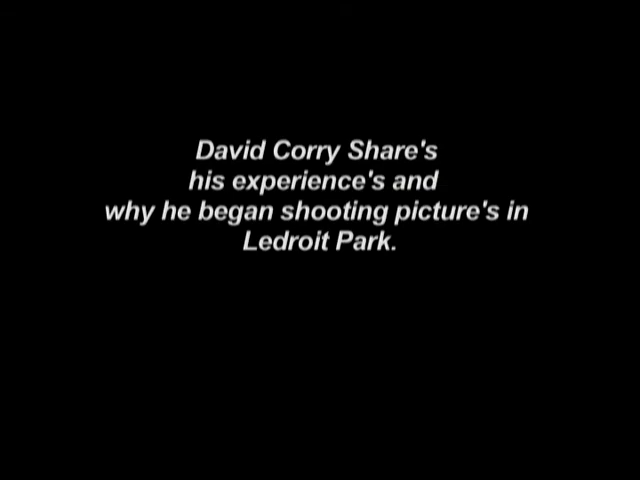 David Corry Share's
his experience's and
why he began shooting picture's in
Ledroit Park.